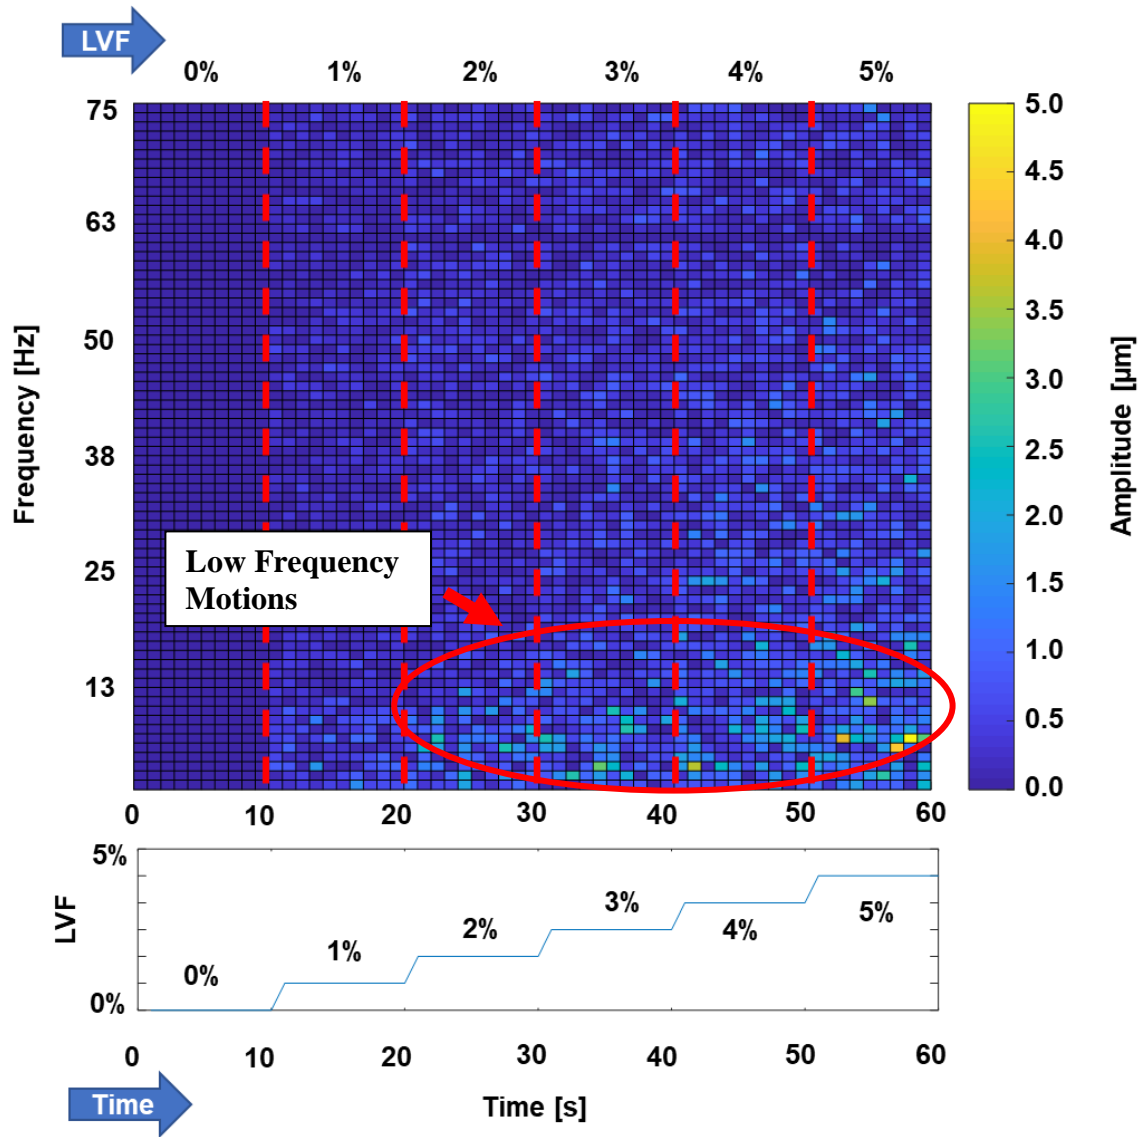 LVF
0% 1% 2% 3% 4% 5%
75
63
50
38
25
13
Frequency [Hz]
Low Frequency
Motions
0 10 20 30 40 50 60
5.0
4.5
4.0
3.5
3.0
2.5
2.0
1.5
1.0
0.5
0.0
Amplitude [µm]
5%
0%
LVF
0% 1% 2% 3% 4% 5%
0 10 20 30 40 50 60
Time
Time [s]